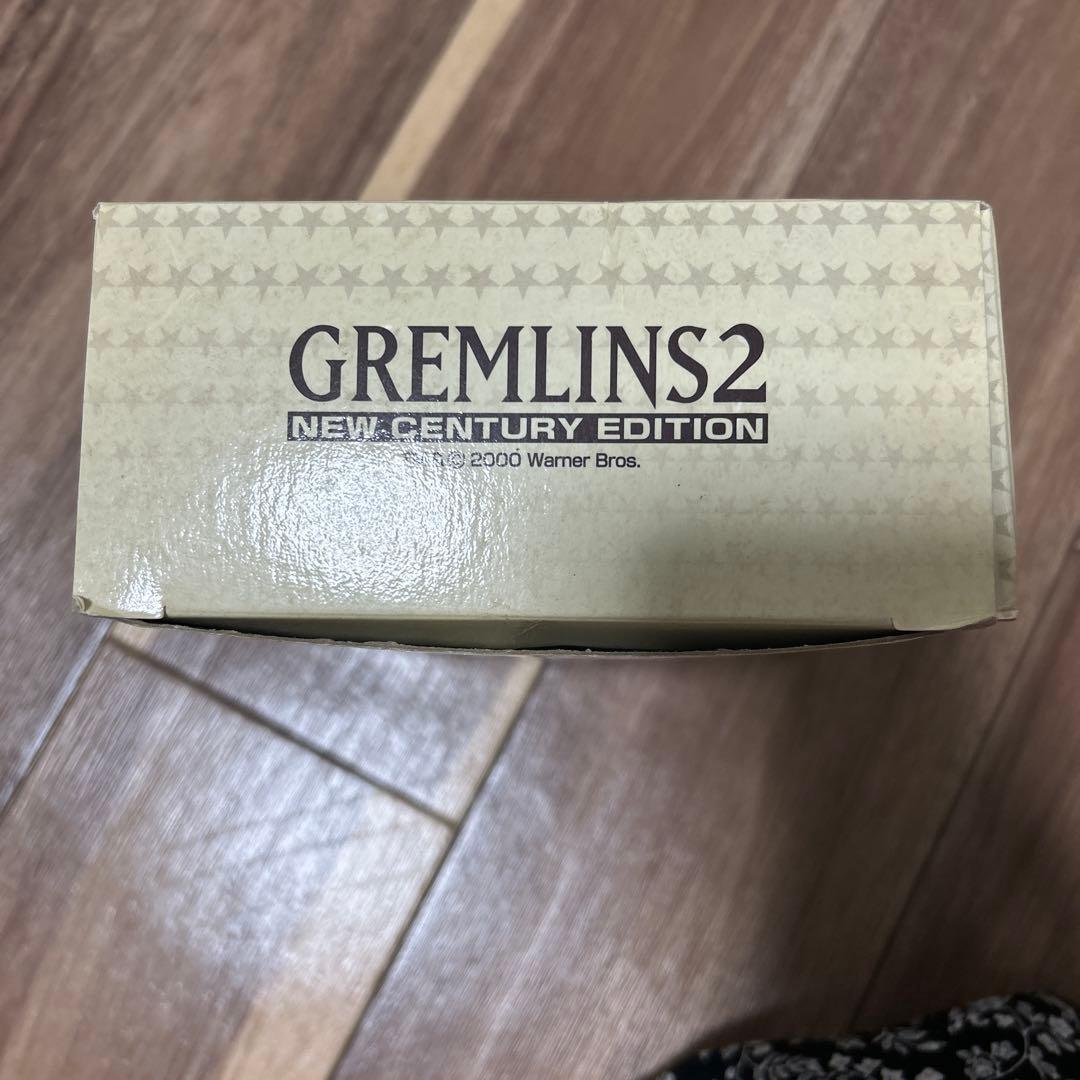 GREMLINS2
NEW CENTURY EDITION
& © 2000 Warner Bros.